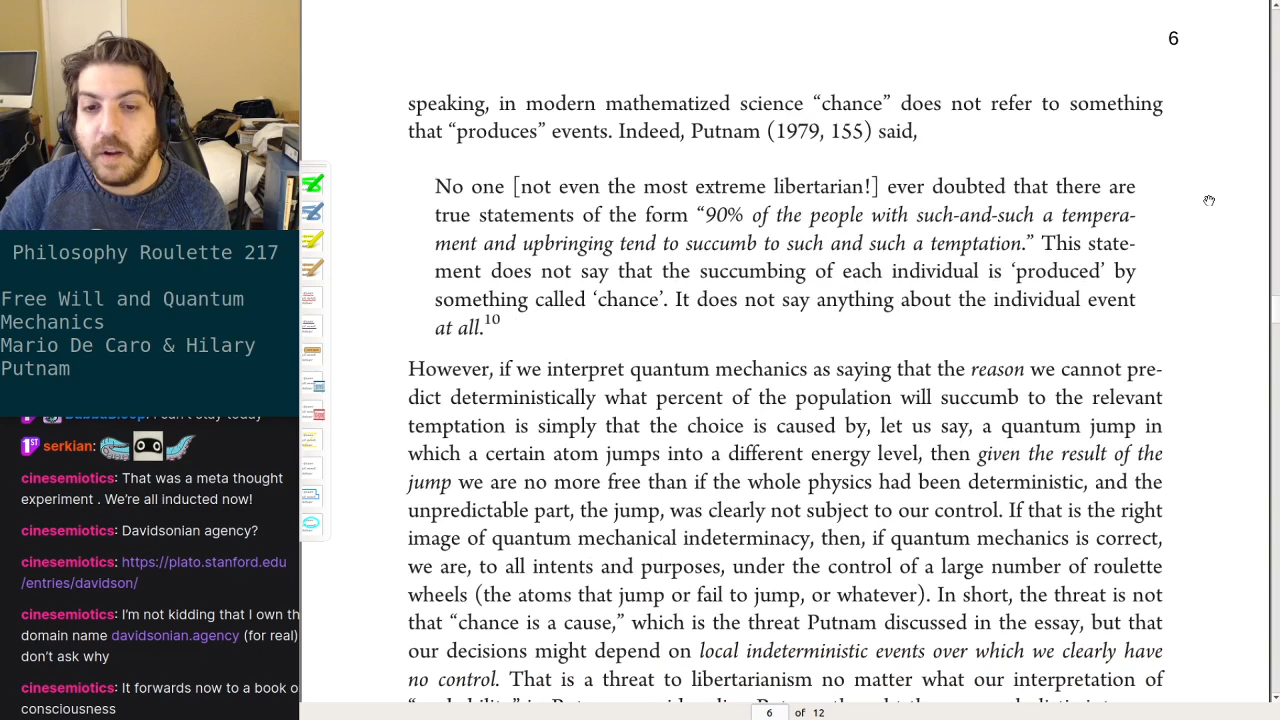 6
speaking, in modern mathematized science “chance” does not refer to something
that “produces” events. Indeed, Putnam (1979, 155) said,
No one [not even the most extreme libertarian!] ever doubted that there are
true statements of the form “90% of the people with such-and-such a tempera-
ment and upbringing tend to succumb to such and such a temptation.” This state-
ment does not say that the succumbing of each individual is ‘produced’ by
something called ‘chance’. It does not say anything about the individual event
at all.10
However, if we interpret quantum mechanics as saying that the reason we cannot pre-
dict deterministically what percent of the population will succumb to the relevant
temptation is simply that the choice is caused by, let us say, a quantum jump in
which a certain atom jumps into a different energy level, then given the result of the
jump we are no more free than if the whole physics had been deterministic, and the
unpredictable part, the jump, was clearly not subject to our control. If that is the right
image of quantum mechanical indeterminacy, then, if quantum mechanics is correct,
we are, to all intents and purposes, under the control of a large number of roulette
wheels (the atoms that jump or fail to jump, or whatever). In short, the threat is not
that “chance is a cause,” which is the threat Putnam discussed in the essay, but that
our decisions might depend on local indeterministic events over which we clearly have
no control. That is a threat to libertarianism no matter what our interpretation of
6 of 12
Philosophy Roulette 217
Free Will and Quantum
Mechanics
Mario De Caro & Hilary
Putnam
1ST serkian:
cinesemiotics: That was a meta thought
experiment . We're all inducted now!
cinesemiotics: Davidsonian agency?
cinesemiotics: https://plato.stanford.edu
/entries/davidson/
cinesemiotics: I'm not kidding that I own th
domain name davidsonian.agency (for real)
don't ask why
cinesemiotics: It forwards now to a book o
consciousness